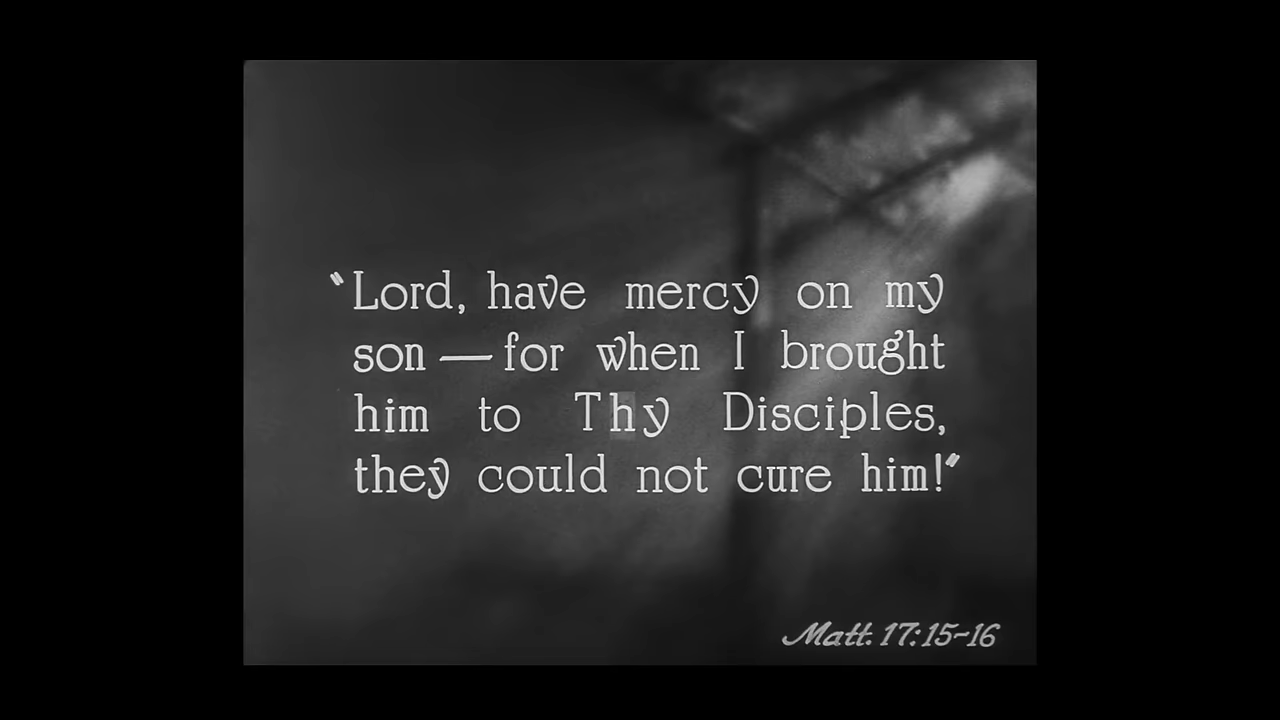 "Lord, have mercy on my
son — for when I brought
him to Thy Disciples,
they could not cure him!"
Matt. 17:15-16